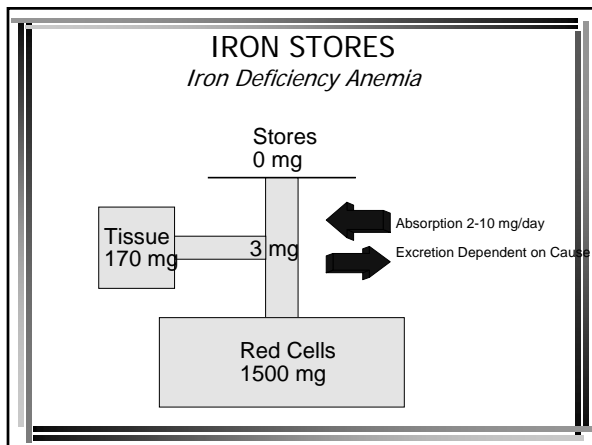 IRON STORES
Iron Deficiency Anemia
Stores
0 mg
Absorption 2-10 mg/day
Tissue
170 mg
3 mg
Excretion Dependent on Cause
Red Cells
1500 mg